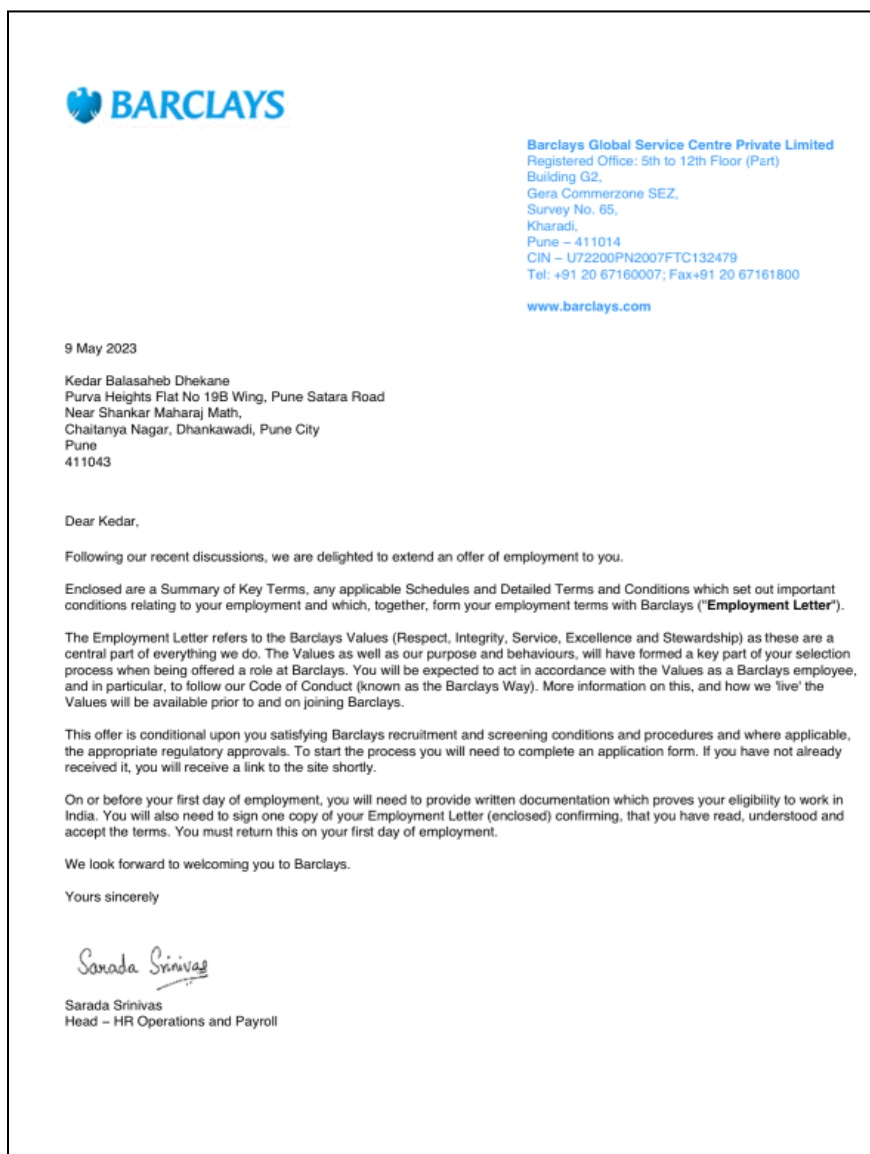 BARCLAYS
Barclays Global Service Centre Private Limited
Registered Office: 5th to 12th Floor (Part)
Building G2,
Gera Commerzone SEZ,
Survey No. 65,
Kharadi,
Pune – 411014
CIN – U72200PN2007FTC132479
Tel: +91 20 67160007; Fax+91 20 67161800
www.barclays.com
9 May 2023
Kedar Balasaheb Dhekane
Purva Heights Flat No 19B Wing, Pune Satara Road
Near Shankar Maharaj Math,
Chaitanya Nagar, Dhankawadi, Pune City
Pune
411043
Dear Kedar,
Following our recent discussions, we are delighted to extend an offer of employment to you.
Enclosed are a Summary of Key Terms, any applicable Schedules and Detailed Terms and Conditions which set out important
conditions relating to your employment and which, together, form your employment terms with Barclays ("Employment Letter").
The Employment Letter refers to the Barclays Values (Respect, Integrity, Service, Excellence and Stewardship) as these are a
central part of everything we do. The Values as well as our purpose and behaviours, will have formed a key part of your selection
process when being offered a role at Barclays. You will be expected to act in accordance with the Values as a Barclays employee,
and in particular, to follow our Code of Conduct (known as the Barclays Way). More information on this, and how we 'live' the
Values will be available prior to and on joining Barclays.
This offer is conditional upon you satisfying Barclays recruitment and screening conditions and procedures and where applicable,
the appropriate regulatory approvals. To start the process you will need to complete an application form. If you have not already
received it, you will receive a link to the site shortly.
On or before your first day of employment, you will need to provide written documentation which proves your eligibility to work in
India. You will also need to sign one copy of your Employment Letter (enclosed) confirming, that you have read, understood and
accept the terms. You must return this on your first day of employment.
We look forward to welcoming you to Barclays.
Yours sincerely
Sarada Srinivas
Sarada Srinivas
Head – HR Operations and Payroll